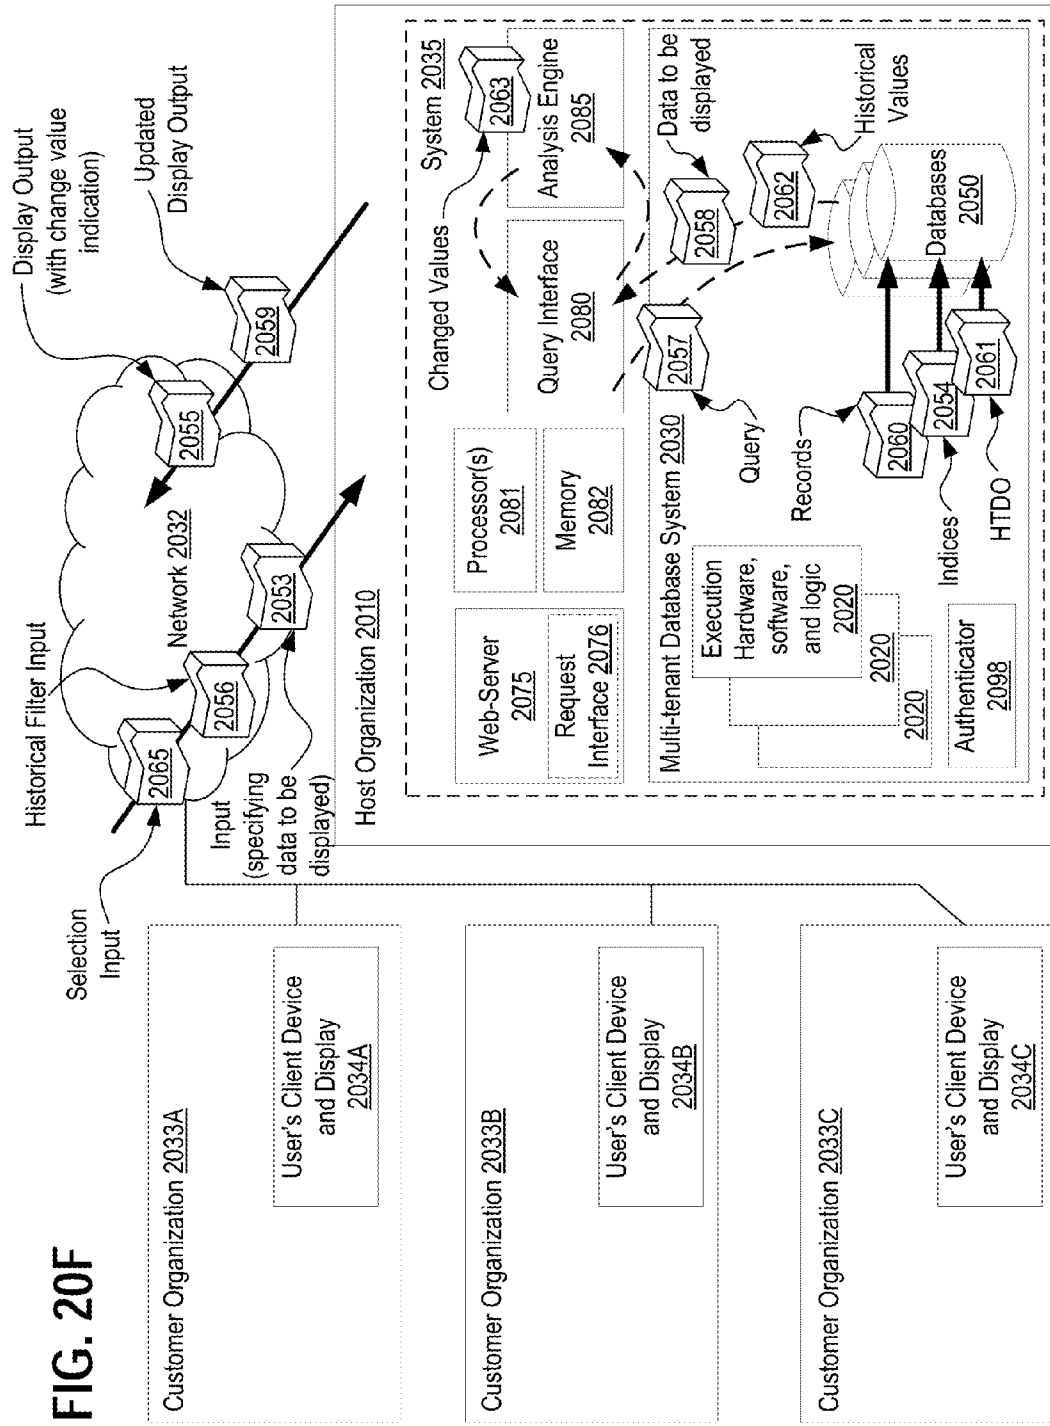 FIG. 20F
Customer Organization 2033A
User's Client Device
and Display
2034A
Customer Organization 2033B
User's Client Device
and Display
2034B
Customer Organization 2033C
User's Client Device
and Display
2034C
Selection
Input
2065
Historical Filter Input
2056
Network 2032
2053
Input
(specifying
data to be
displayed)
2055
Display Output
(with change value
indication)
2059
Updated
Display Output
Host Organization 2010
System 2035
Web-Server
2075
Request
Interface 2076
Processor(s)
2081
Memory
2082
Changed Values
2063
Query Interface
2080
Analysis Engine
2085
Multi-tenant Database System 2030
Execution
Hardware,
software,
and logic
2020
2020
2020
Authenticator
2098
2057
Query
2058
Data to be
displayed
2062
Historical
Values
Records
2060
2054
Indices
2061
HTDO
Databases
2050